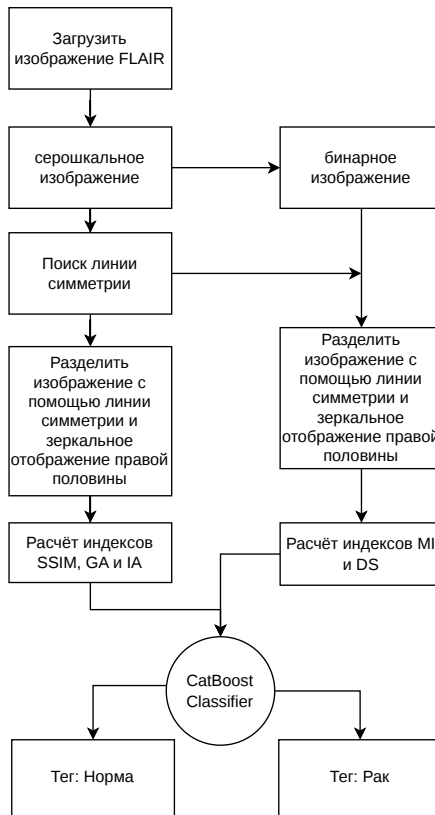 Загрузить
изображение FLAIR
серошкальное
изображение
бинарное
изображение
Поиск линии
симметрии
Разделить
изображение с
помощью линии
симметрии и
зеркальное
отображение правой
половины
Разделить
изображение с
помощью линии
симметрии и
зеркальное
отображение правой
половины
Расчёт индексов
SSIM, GA и IA
Расчёт индексов MI
и DS
CatBoost
Classifier
Тег: Норма
Тег: Рак